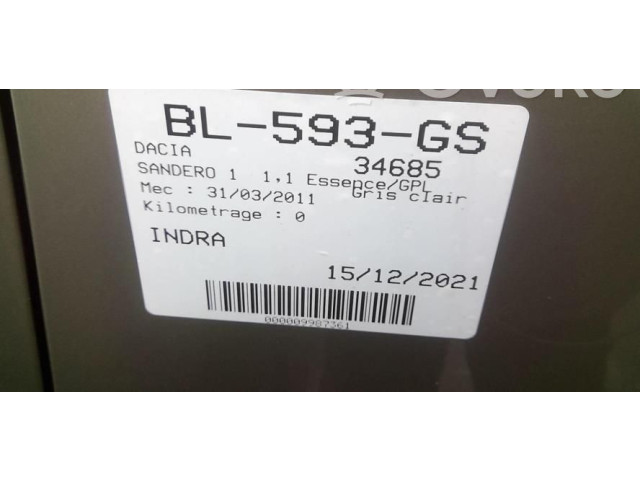 BL-593-GS
DACIA 34685
SANDERO 1 1,1 Essence/GPL
Mec : 31/03/2011 Gris clair
Kilometrage : 0
INDRA
15/12/2021
000009987361